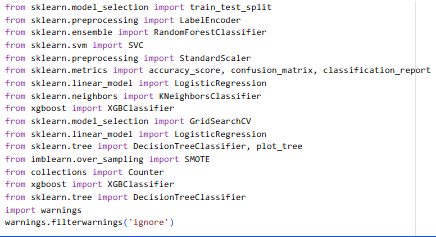 from sklearn.model_selection import train_test_split
from sklearn.preprocessing import LabelEncoder
from sklearn.ensemble import RandomForestClassifier
from sklearn.svm import SVC
from sklearn.preprocessing import StandardScaler
from sklearn.metrics import accuracy_score, confusion_matrix, classification_report
from sklearn.linear_model import LogisticRegression
from sklearn.neighbors import KNeighborsClassifier
from xgboost import XGBClassifier
from sklearn.model_selection import GridSearchCV
from sklearn.linear_model import LogisticRegression
from sklearn.tree import DecisionTreeClassifier, plot_tree
from imblearn.over_sampling import SMOTE
from collections import Counter
from xgboost import XGBClassifier
from sklearn.tree import DecisionTreeClassifier
import warnings
warnings.filterwarnings('ignore')